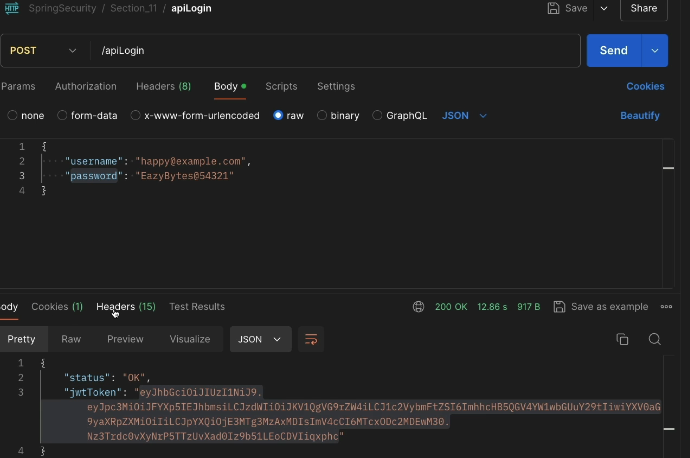 HTTP SpringSecurity / Section_11 / apiLogin Save Share
POST /apiLogin Send
Params Authorization Headers (8) Body Scripts Settings Cookies
none form-data x-www-form-urlencoded raw binary GraphQL JSON Beautify
1 {
2 "username": "happy@example.com",
3 "password": "EazyBytes@54321"
4 }
ody Cookies (1) Headers (15) Test Results 200 OK 12.86 s 917 B Save as example
Pretty Raw Preview Visualize JSON
1 {
2 "status": "OK",
3 "jwtToken": "eyJhbGciOiJIUzI1NiJ9.
eyJpc3MiOiJFYXp5IEJhbmsiLCJzdWIiOiJKV1QgVG9rZW4iLCJ1c2VybmFtZSI6ImhhcHB5QGV4YW1wbGUuY29tIiwiYXV0aG
9yaXRpZXMiOiIiLCJpYXQiOjE3MTg3MzAxMDIsImV4cCI6MTcxODc2MDEwM30.
Nz3Trdc0vXyNrP5TTzUvXad0Iz9b51LEoCDVIiqxphc"
4 }